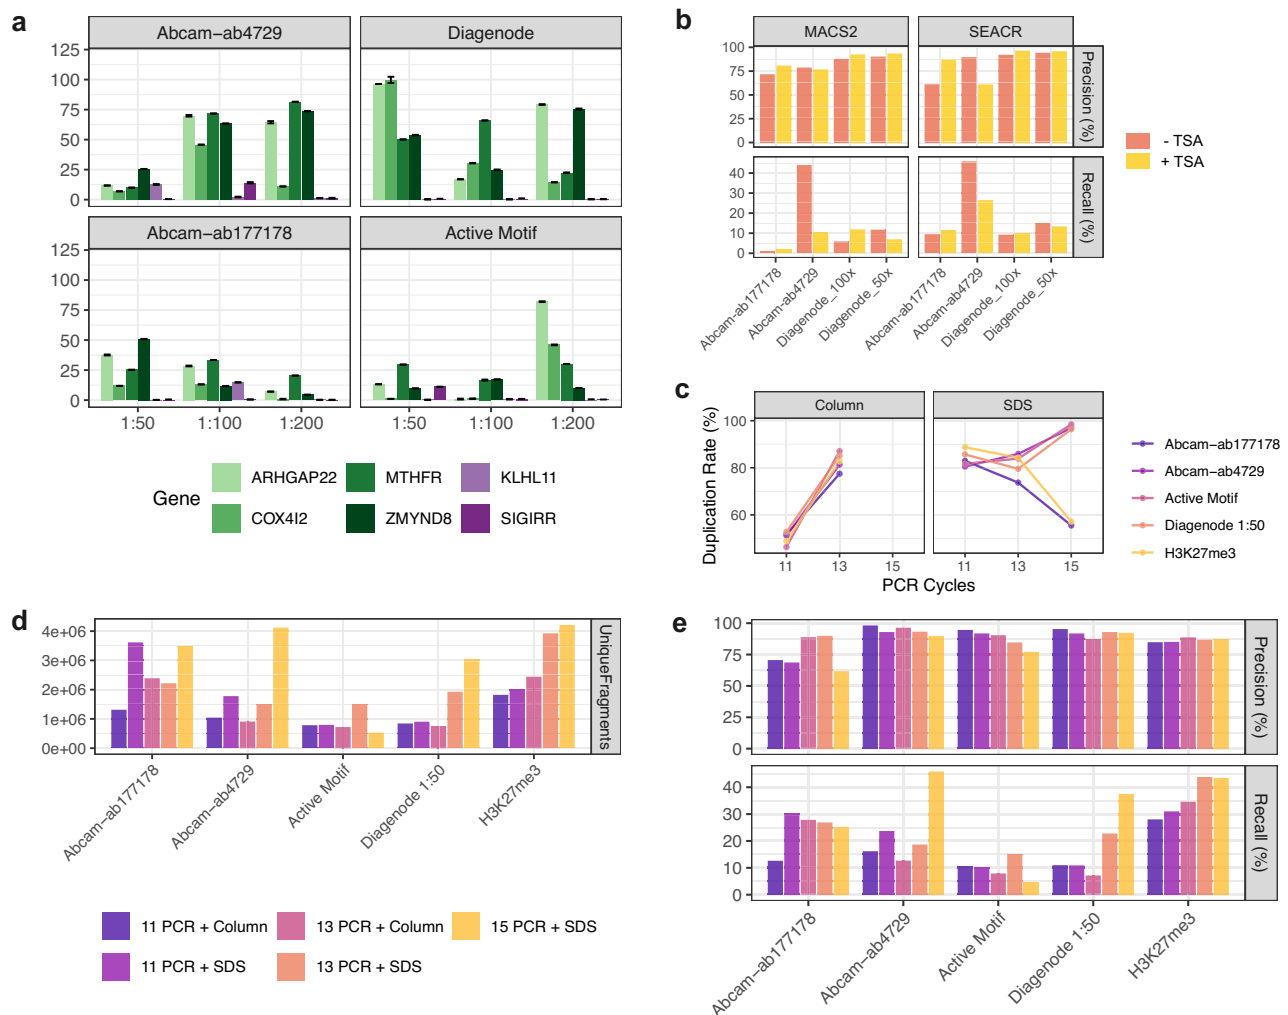 a
Abcam-ab4729
Diagenode
125
100
75
50
25
0
Abcam-ab177178
Active Motif
125
100
75
50
25
0
1:50
1:100
1:200
1:50
1:100
1:200
Gene
ARHGAP22
MTHFR
KLHL11
COX4I2
ZMYND8
SIGIRR
b
MACS2
SEACR
100
75
50
25
0
Precision (%)
40
30
20
10
0
Recall (%)
Abcam-ab177178
Abcam-ab4729
Diagenode_100x
Diagenode_50x
Abcam-ab177178
Abcam-ab4729
Diagenode_100x
Diagenode_50x
- TSA
+ TSA
c
Column
SDS
Duplication Rate (%)
100
80
60
11
13
15
11
13
15
PCR Cycles
Abcam-ab177178
Abcam-ab4729
Active Motif
Diagenode 1:50
H3K27me3
d
4e+06
3e+06
2e+06
1e+06
0e+00
UniqueFragments
Abcam-ab177178
Abcam-ab4729
Active Motif
Diagenode 1:50
H3K27me3
11 PCR + Column
13 PCR + Column
15 PCR + SDS
11 PCR + SDS
13 PCR + SDS
e
100
75
50
25
0
Precision (%)
40
30
20
10
0
Recall (%)
Abcam-ab177178
Abcam-ab4729
Active Motif
Diagenode 1:50
H3K27me3